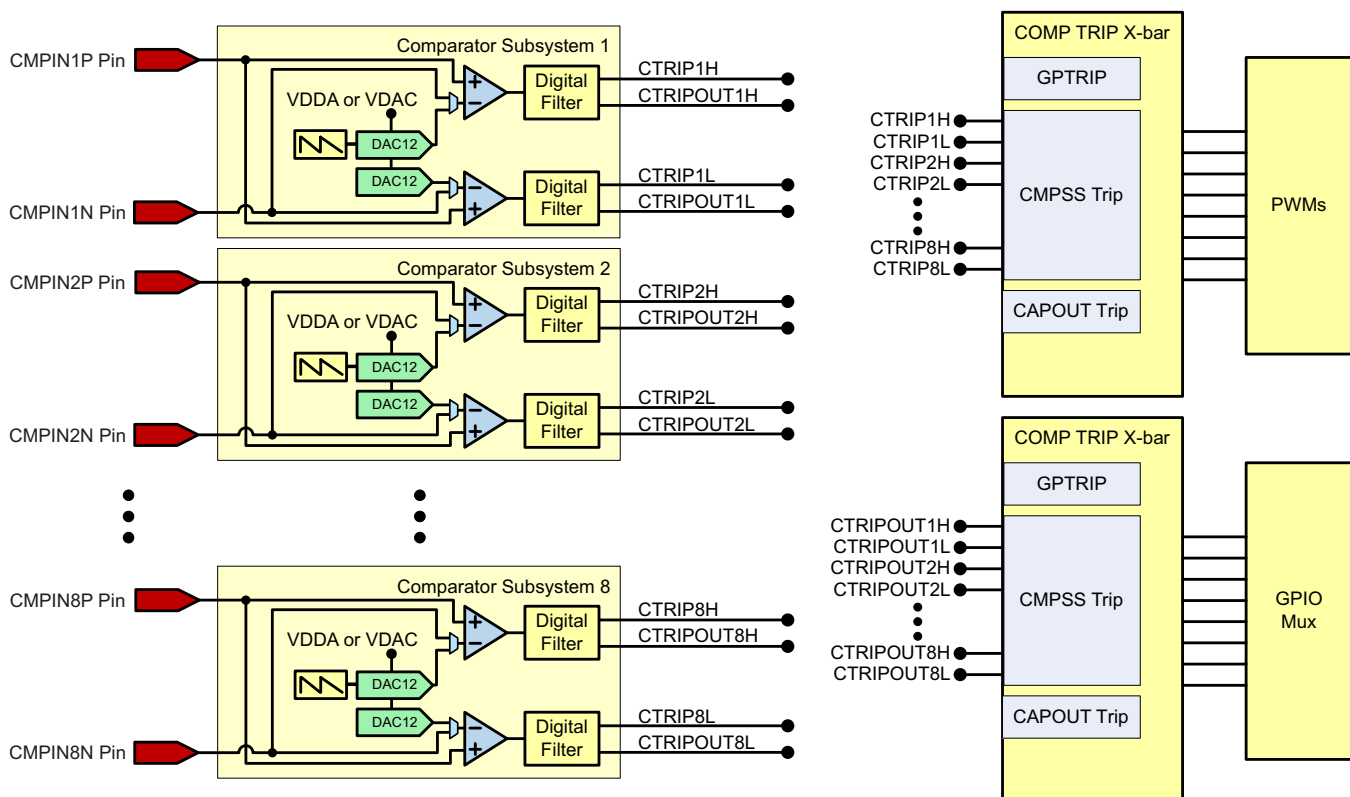 CMPIN1P Pin
Comparator Subsystem 1
VDDA or VDAC
DAC12
DAC12
+
−
−
+
Digital
Filter
Digital
Filter
CTRIP1H
CTRIPOUT1H
CTRIP1L
CTRIPOUT1L
CMPIN1N Pin
CMPIN2P Pin
Comparator Subsystem 2
VDDA or VDAC
DAC12
DAC12
+
−
−
+
Digital
Filter
Digital
Filter
CTRIP2H
CTRIPOUT2H
CTRIP2L
CTRIPOUT2L
CMPIN2N Pin
CMPIN8P Pin
Comparator Subsystem 8
VDDA or VDAC
DAC12
DAC12
+
−
−
+
Digital
Filter
Digital
Filter
CTRIP8H
CTRIPOUT8H
CTRIP8L
CTRIPOUT8L
CMPIN8N Pin
COMP TRIP X-bar
GPTRIP
CTRIP1H
CTRIP1L
CTRIP2H
CTRIP2L
CTRIP8H
CTRIP8L
CMPSS Trip
CAPOUT Trip
PWMs
COMP TRIP X-bar
GPTRIP
CTRIPOUT1H
CTRIPOUT1L
CTRIPOUT2H
CTRIPOUT2L
CTRIPOUT8H
CTRIPOUT8L
CMPSS Trip
CAPOUT Trip
GPIO
Mux